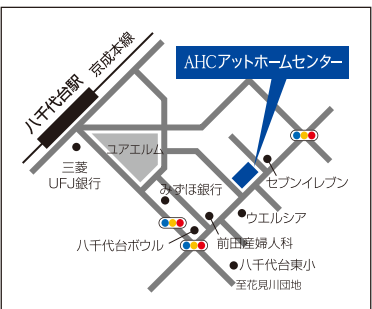 京成本線
八千代台駅
AHCアットホームセンター
ユアエルム
三菱
UFJ銀行
みずほ銀行
セブンイレブン
ウエルシア
八千代台ボウル
前田産婦人科
八千代台東小
至花見川団地